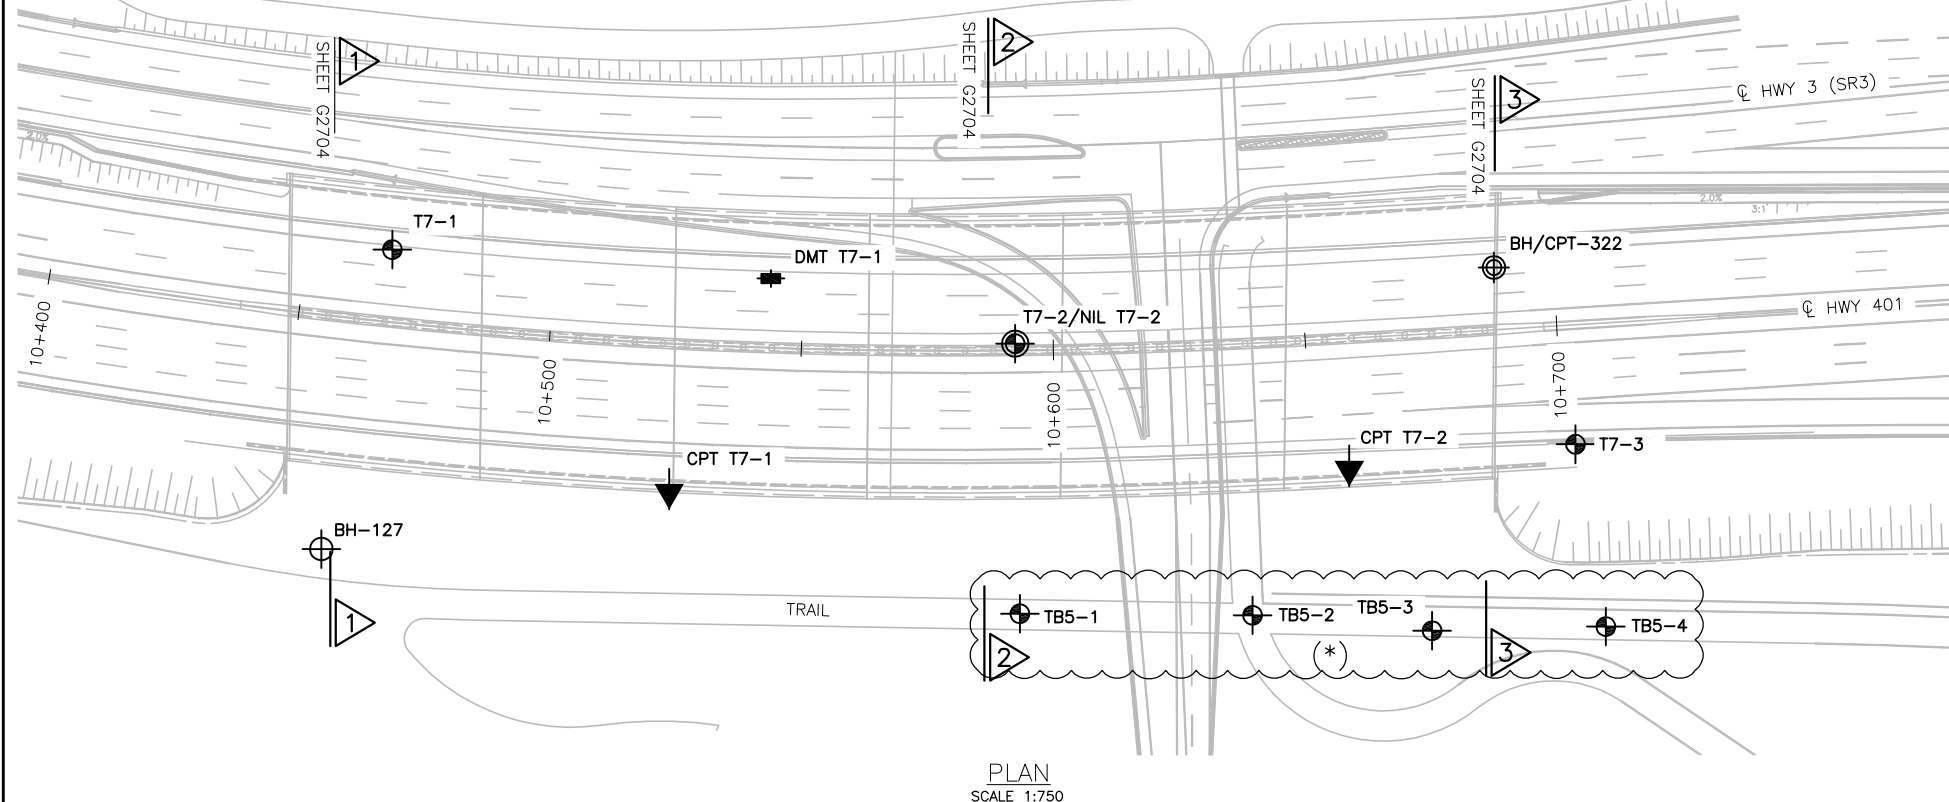 SHEET G2704
1
SHEET G2704
2
SHEET G2704
3
℄ HWY 3 (SR3)
2.0%
2.0%
3:1
T7-1
DMT T7-1
BH/CPT-322
T7-2/NIL T7-2
℄ HWY 401
10+400
10+500
10+600
10+700
CPT T7-1
CPT T7-2
T7-3
BH-127
1
TRAIL
TB5-1
TB5-2
TB5-3
TB5-4
2
(*)
3
PLAN
SCALE 1:750